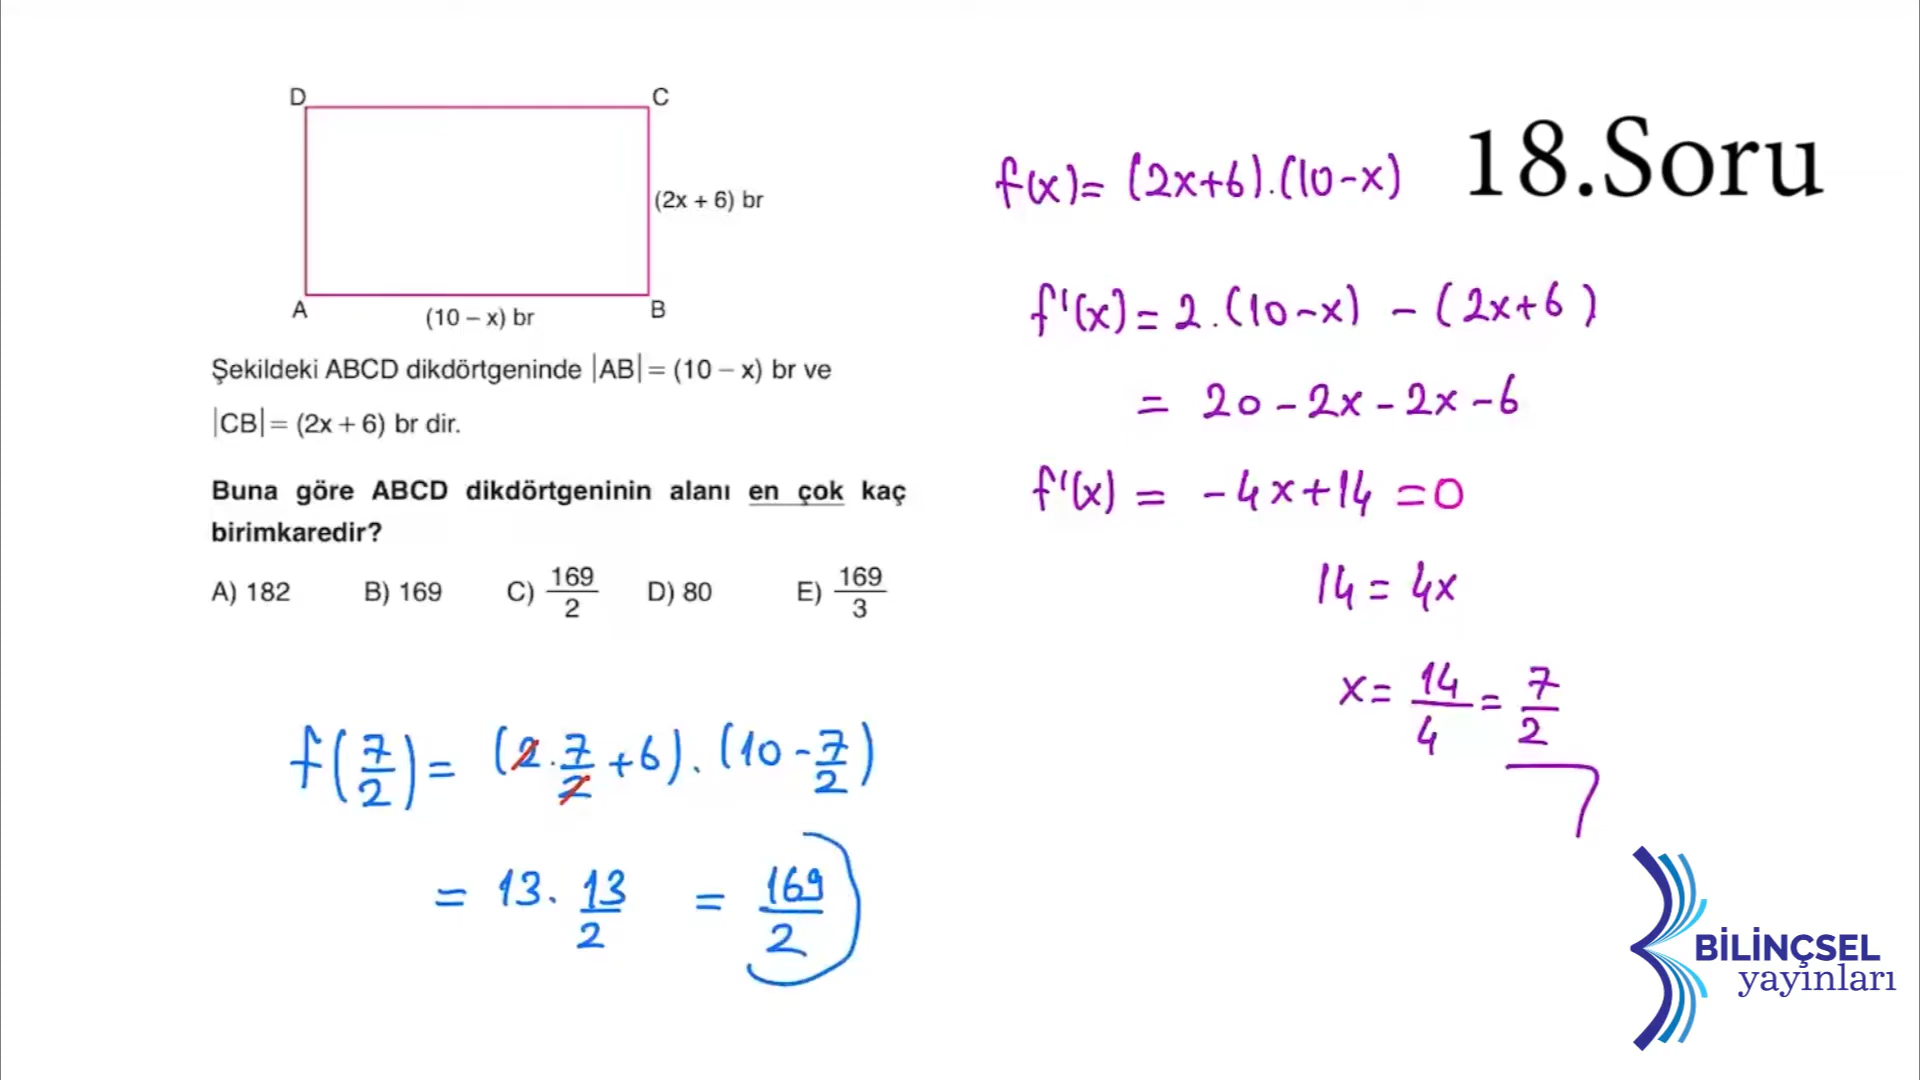 D
C
(2x + 6) br
A
(10 – x) br
B
Şekildeki ABCD dikdörtgeninde |AB| = (10 – x) br ve
|CB| = (2x + 6) br dir.
Buna göre ABCD dikdörtgeninin alanı en çok kaç
birimkaredir?
A) 182 B) 169 C) 169/2 D) 80 E) 169/3
f(7/2) = (2.7/2+6).(10-7/2)
= 13.13/2 = 169/2
18.Soru
f(x)= (2x+6).(10-x)
f'(x)= 2.(10-x) - (2x+6)
= 20-2x-2x-6
f'(x) = -4x+14 =0
14 = 4x
x= 14/4 = 7/2
BİLİNÇSEL
yayınları